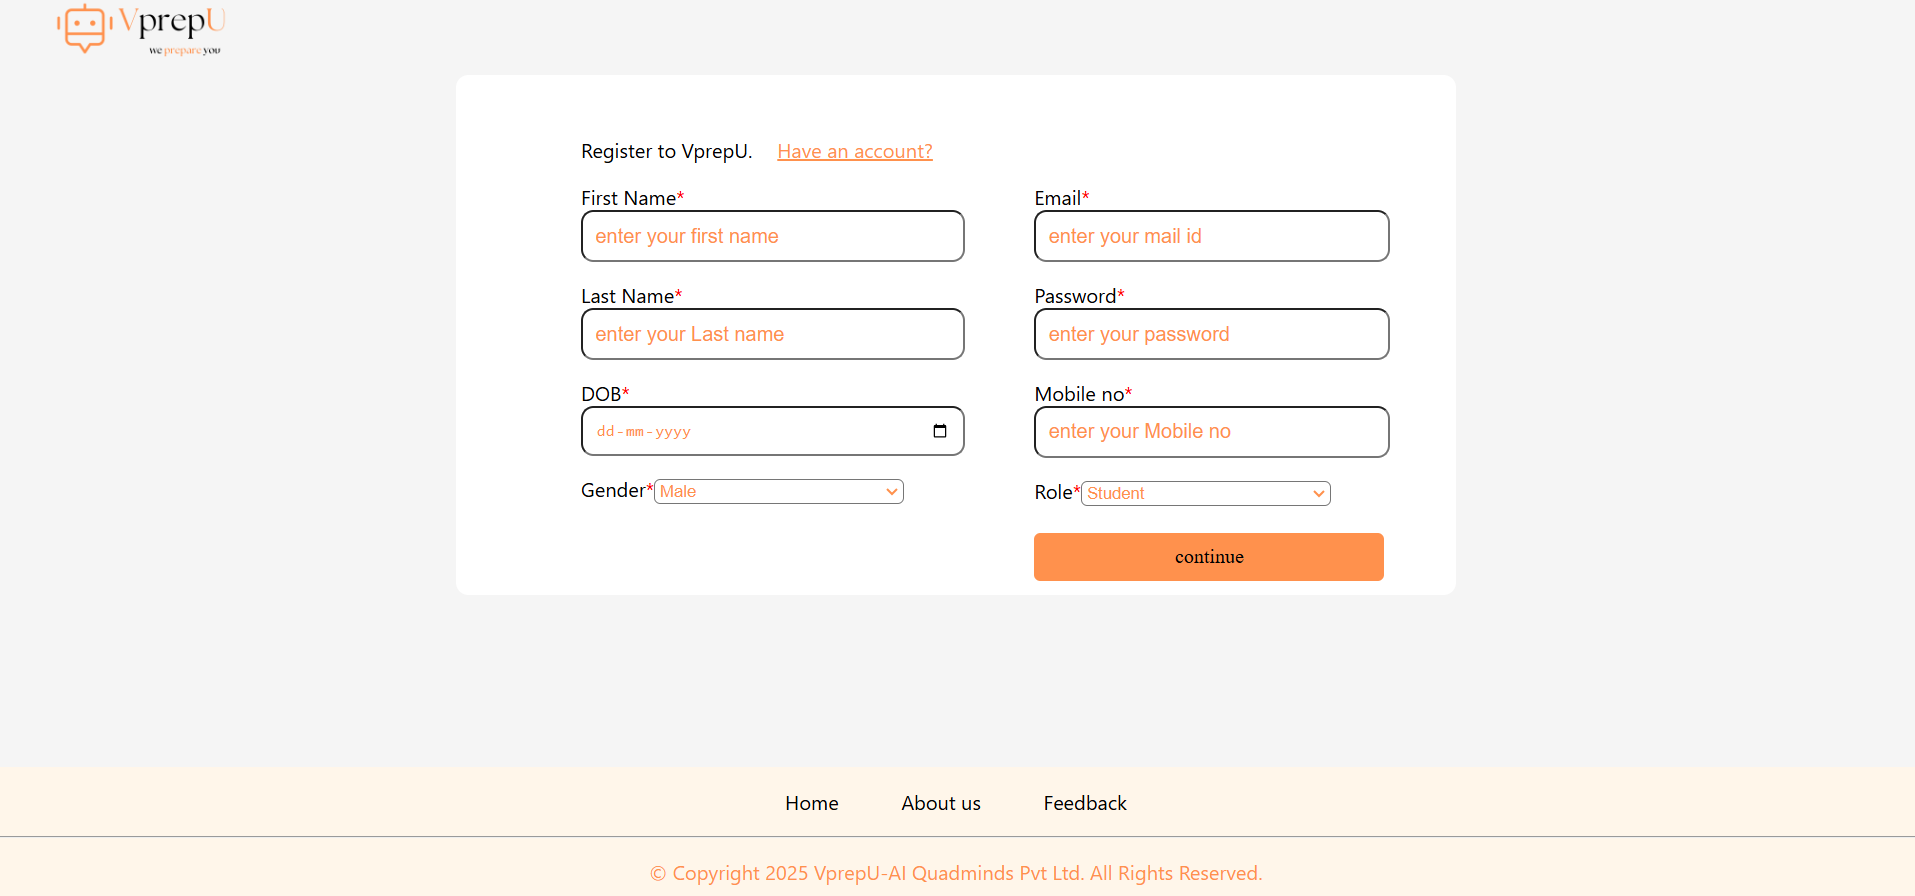 VprepU
we prepare you
Register to VprepU. Have an account?
First Name*
enter your first name
Email*
enter your mail id
Last Name*
enter your Last name
Password*
enter your password
DOB*
dd-mm-yyyy
Mobile no*
enter your Mobile no
Gender* Male
Role* Student
continue
Home About us Feedback
© Copyright 2025 VprepU-AI Quadminds Pvt Ltd. All Rights Reserved.